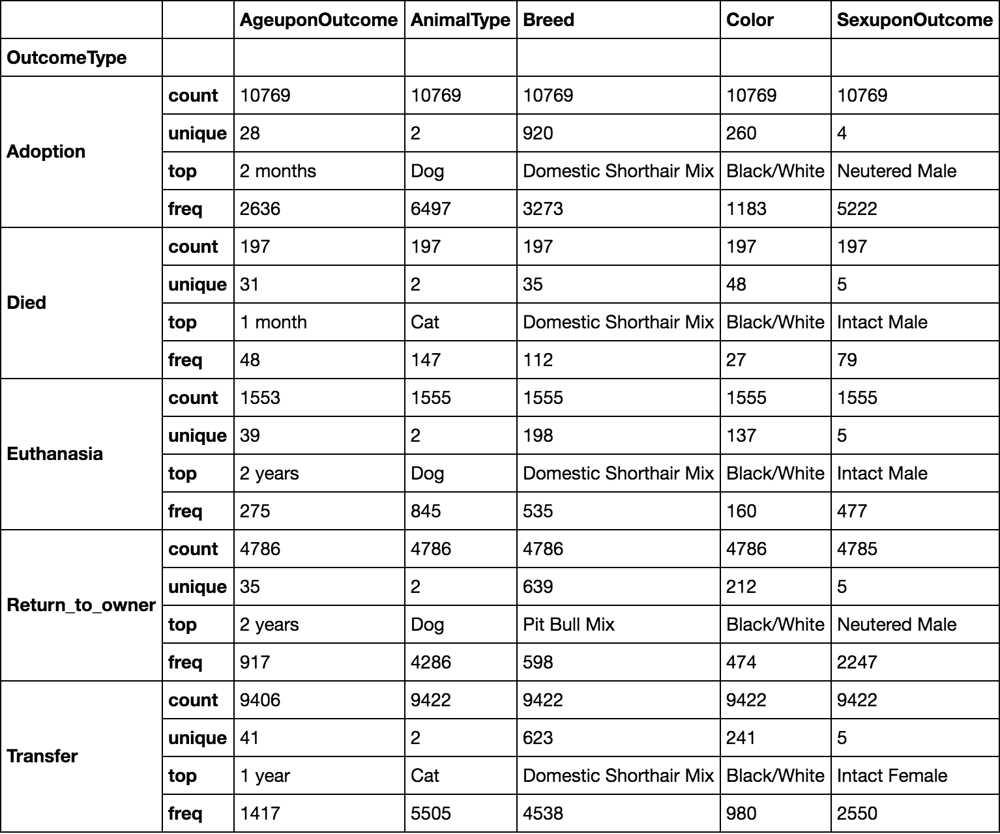 AgeuponOutcome AnimalType Breed Color SexuponOutcome
OutcomeType
Adoption count 10769 10769 10769 10769 10769
unique 28 2 920 260 4
top 2 months Dog Domestic Shorthair Mix Black/White Neutered Male
freq 2636 6497 3273 1183 5222
Died count 197 197 197 197 197
unique 31 2 35 48 5
top 1 month Cat Domestic Shorthair Mix Black/White Intact Male
freq 48 147 112 27 79
Euthanasia count 1553 1555 1555 1555 1555
unique 39 2 198 137 5
top 2 years Dog Domestic Shorthair Mix Black/White Intact Male
freq 275 845 535 160 477
Return_to_owner count 4786 4786 4786 4786 4785
unique 35 2 639 212 5
top 2 years Dog Pit Bull Mix Black/White Neutered Male
freq 917 4286 598 474 2247
Transfer count 9406 9422 9422 9422 9422
unique 41 2 623 241 5
top 1 year Cat Domestic Shorthair Mix Black/White Intact Female
freq 1417 5505 4538 980 2550